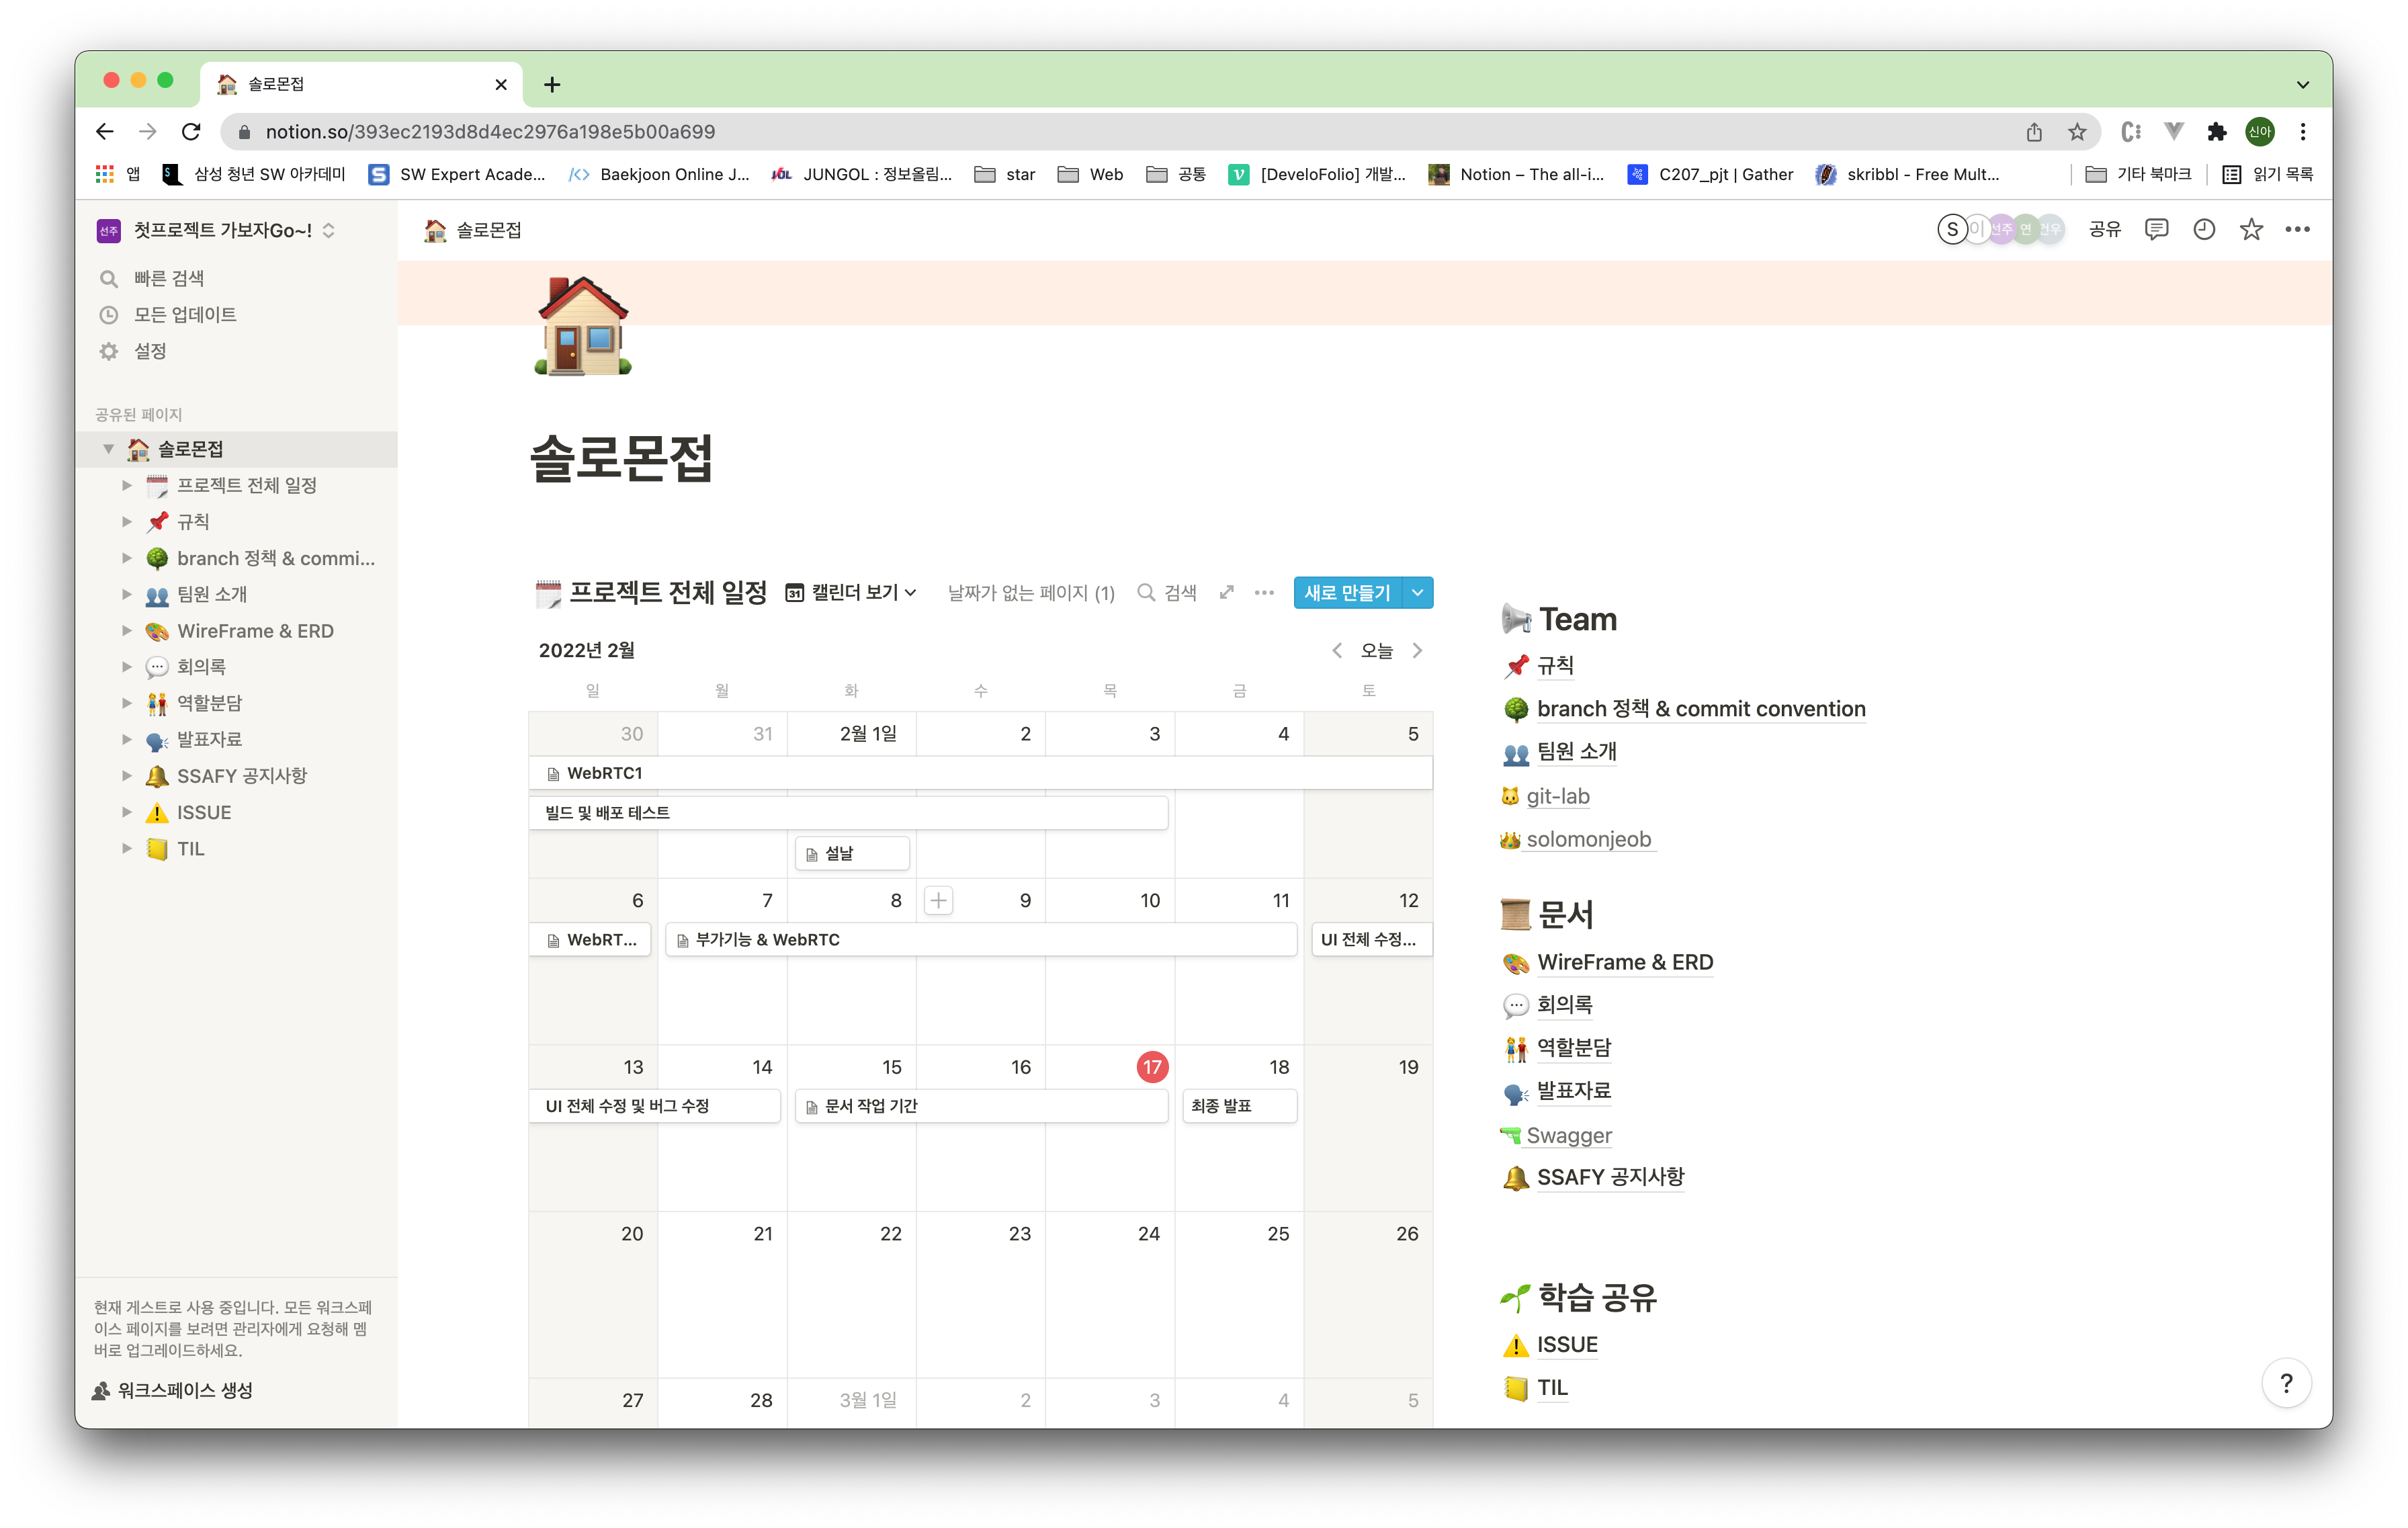 솔로몬접
notion.so/393ec2193d8d4ec2976a198e5b00a699
신아
앱
삼성 청년 SW 아카데미
SW Expert Acade...
Baekjoon Online J...
JUNGOL : 정보올림...
star
Web
공통
[DeveloFolio] 개발...
Notion – The all-i...
C207_pjt | Gather
skribbl - Free Mult...
기타 북마크
읽기 목록
선주
첫프로젝트 가보자Go~!
빠른 검색
모든 업데이트
설정
공유된 페이지
솔로몬접
프로젝트 전체 일정
규칙
branch 정책 & commi...
팀원 소개
WireFrame & ERD
회의록
역할분담
발표자료
SSAFY 공지사항
ISSUE
TIL
현재 게스트로 사용 중입니다. 모든 워크스페
이스 페이지를 보려면 관리자에게 요청해 멤
버로 업그레이드하세요.
워크스페이스 생성
솔로몬접
S 이 선주 연 건우
공유
솔로몬접
프로젝트 전체 일정
31 캘린더 보기
날짜가 없는 페이지 (1)
검색
새로 만들기
2022년 2월
오늘
일 월 화 수 목 금 토
30 31 2월 1일 2 3 4 5
WebRTC1
빌드 및 배포 테스트
설날
6 7 8 9 10 11 12
WebRT... 부가기능 & WebRTC UI 전체 수정...
13 14 15 16 17 18 19
UI 전체 수정 및 버그 수정 문서 작업 기간 최종 발표
20 21 22 23 24 25 26
27 28 3월 1일 2 3 4 5
Team
규칙
branch 정책 & commit convention
팀원 소개
git-lab
solomonjeob
문서
WireFrame & ERD
회의록
역할분담
발표자료
Swagger
SSAFY 공지사항
학습 공유
ISSUE
TIL
?